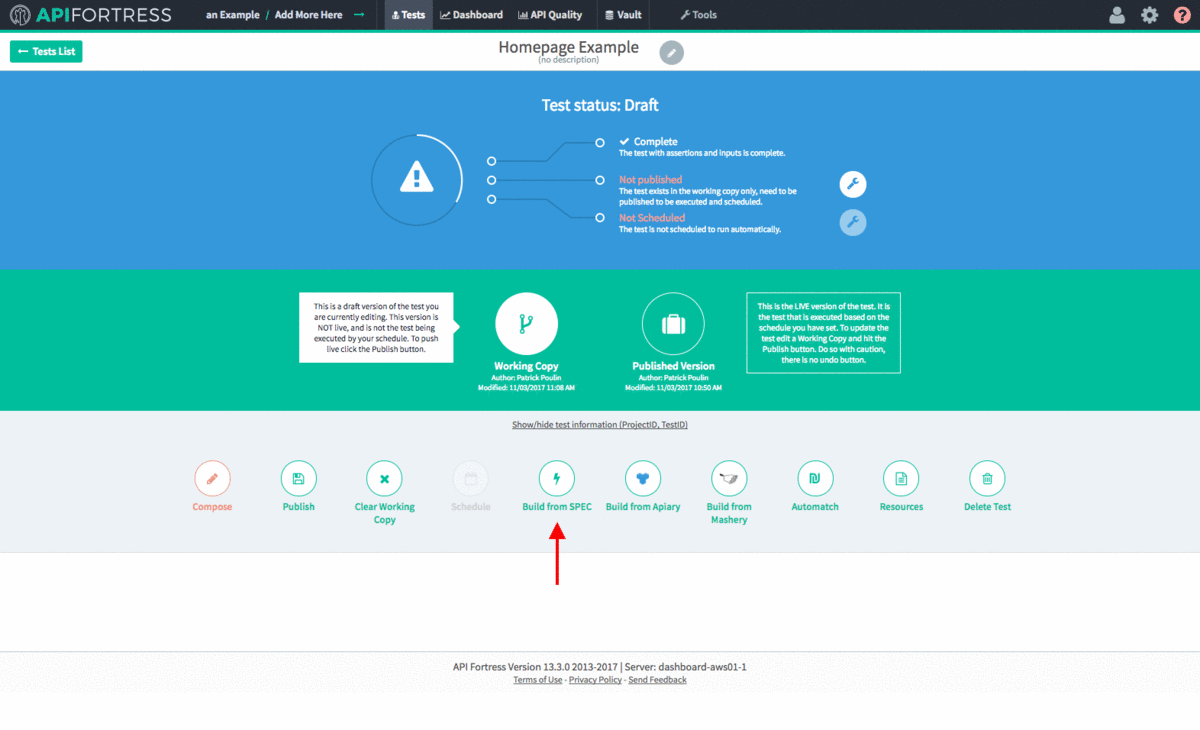 APIFORTRESS an Example / Add More Here → Tests Dashboard API Quality Vault Tools ?
← Tests List
Homepage Example
(no description)
Test status: Draft
Complete
The test with assertions and inputs is complete.
Not published
The test exists in the working copy only, need to
be published to be executed and scheduled.
Not Scheduled
The test is not scheduled to run automatically.
This is a draft version of the test you
are currently editing. This version is
NOT live, and is not the test being
executed by your schedule. To push
live click the Publish button.
Working Copy
Author: Patrick Poulin
Modified: 11/03/2017 11:08 AM
Published Version
Author: Patrick Poulin
Modified: 11/03/2017 10:50 AM
This is the LIVE version of the test. It is
the test that is executed based on the
schedule you have set. To update the
test edit a Working Copy and hit the
Publish button. Do so with caution,
there is no undo button.
Show/hide test information (ProjectID, TestID)
Compose
Publish
Clear Working
Copy
Schedule
Build from SPEC
Build from Apiary
Build from
Mashery
Automatch
Resources
Delete Test
API Fortress Version 13.3.0 2013-2017 | Server: dashboard-aws01-1
Terms of Use - Privacy Policy - Send Feedback